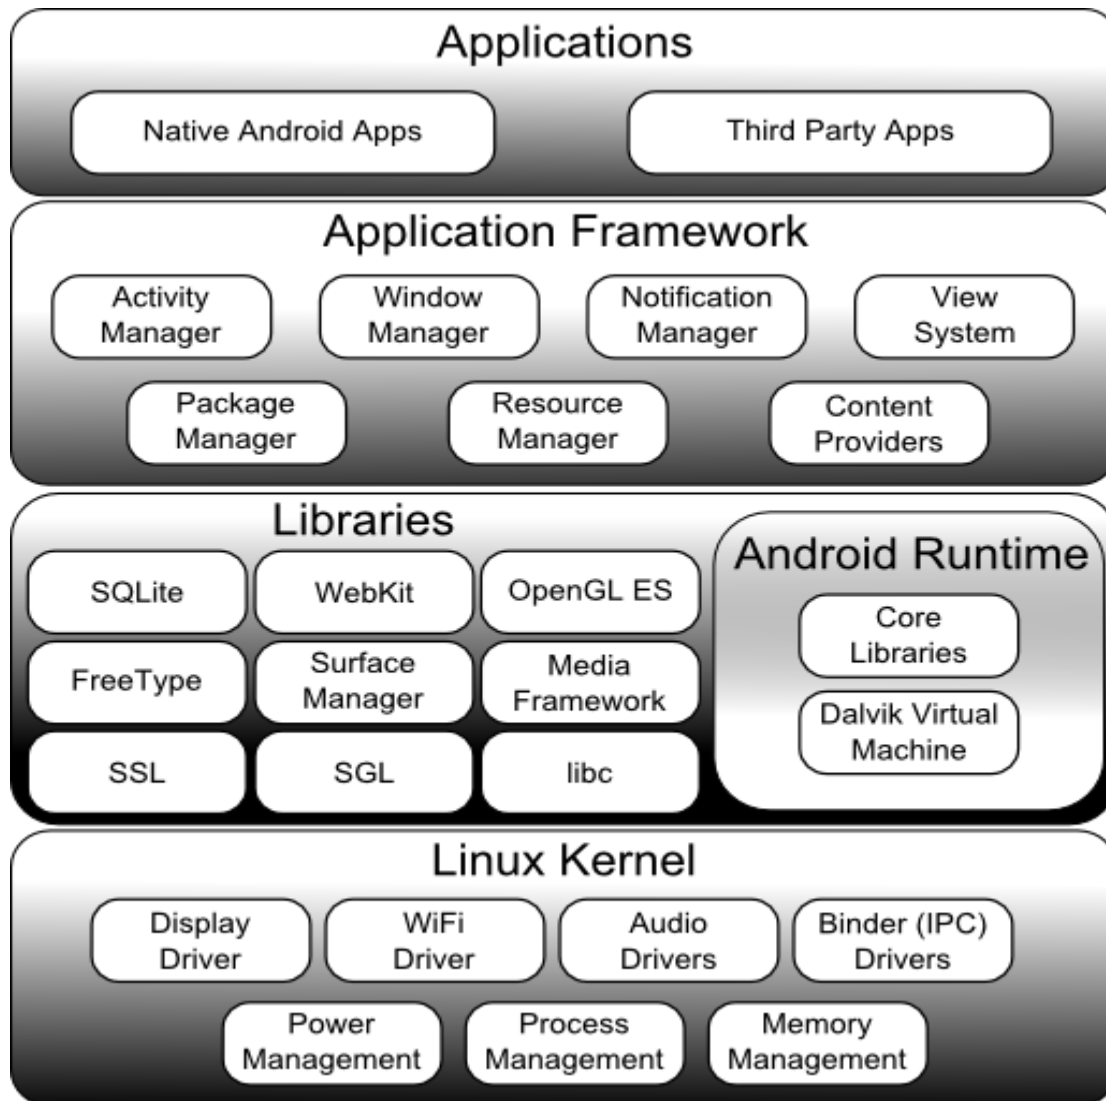 Applications
Native Android Apps
Third Party Apps
Application Framework
Activity
Manager
Window
Manager
Notification
Manager
View
System
Package
Manager
Resource
Manager
Content
Providers
Libraries
SQLite
WebKit
OpenGL ES
FreeType
Surface
Manager
Media
Framework
SSL
SGL
libc
Android Runtime
Core
Libraries
Dalvik Virtual
Machine
Linux Kernel
Display
Driver
WiFi
Driver
Audio
Drivers
Binder (IPC)
Drivers
Power
Management
Process
Management
Memory
Management